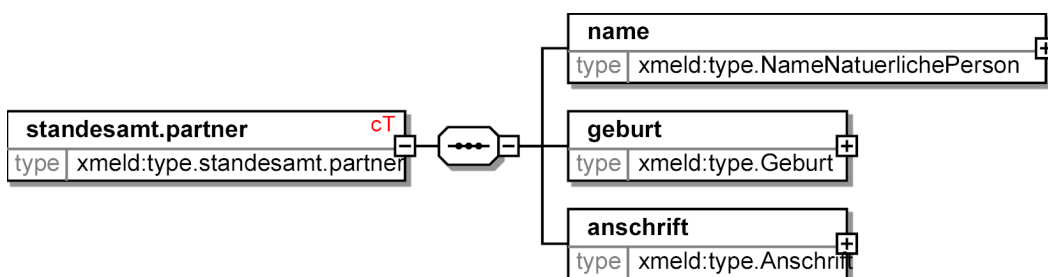 name
type xmeld:type.NameNatuerlichePerson
standesamt.partner cT
type xmeld:type.standesamt.partner
geburt
type xmeld:type.Geburt
anschrift
type xmeld:type.Anschrift